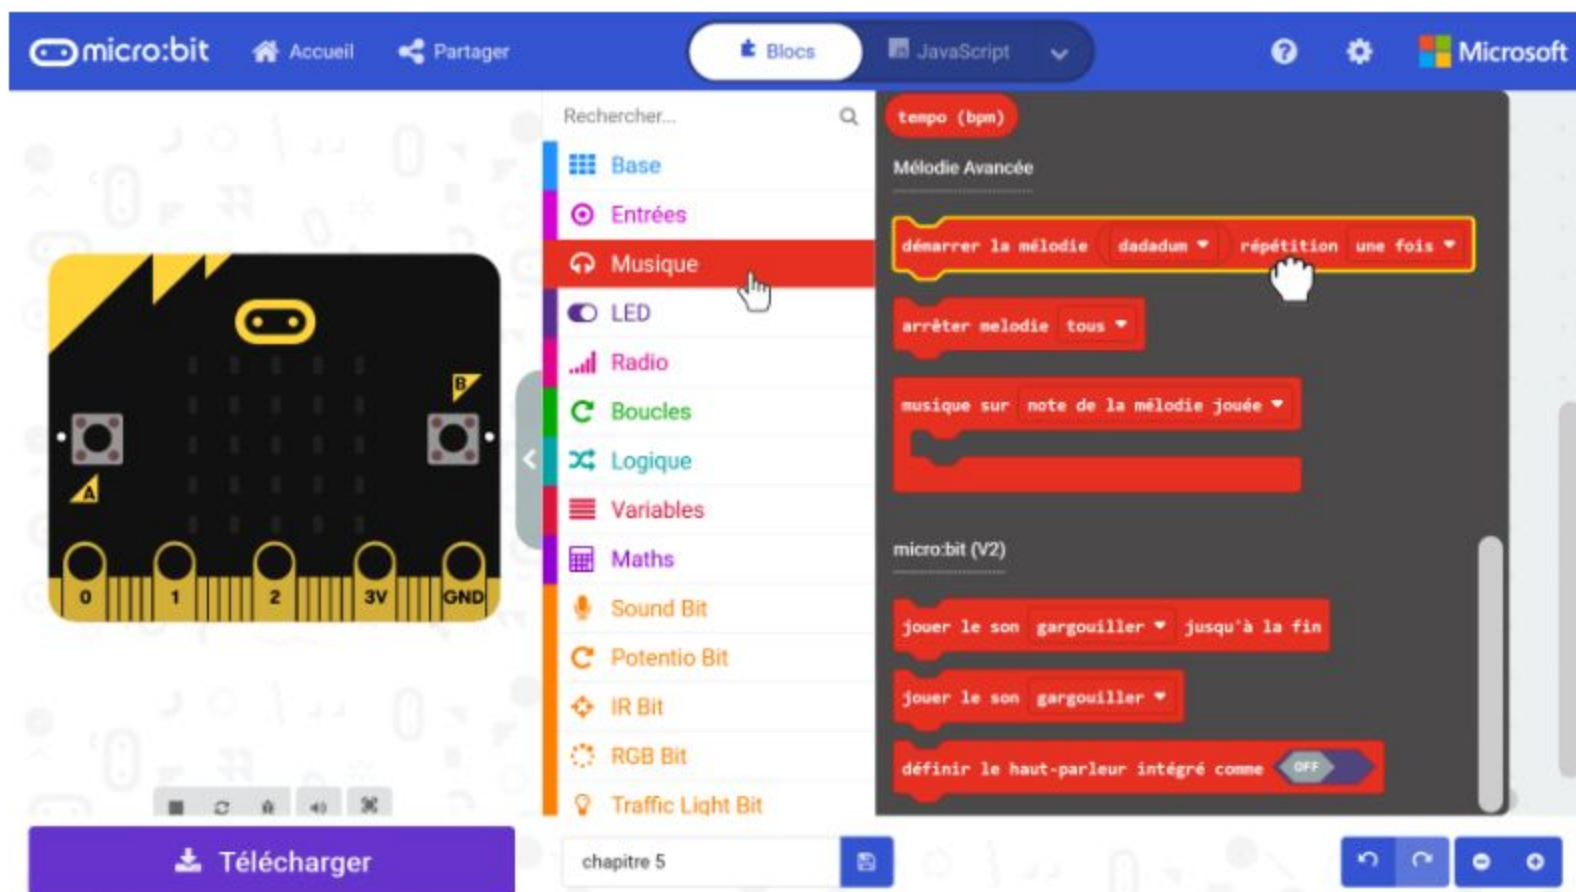 micro:bit Accueil Partager Blocs JavaScript Microsoft
Rechercher...
Base
Entrées
Musique
LED
Radio
Boucles
Logique
Variables
Maths
Sound Bit
Potentio Bit
IR Bit
RGB Bit
Traffic Light Bit
tempo (bpm)
Mélodie Avancée
démarrer la mélodie dadadum répétition une fois
arrêter melodie tous
musique sur note de la mélodie jouée
micro:bit (V2)
jouer le son gargouiller jusqu'à la fin
jouer le son gargouiller
définir le haut-parleur intégré comme OFF
B
A
0 1 2 3V GND
Télécharger
chapitre 5